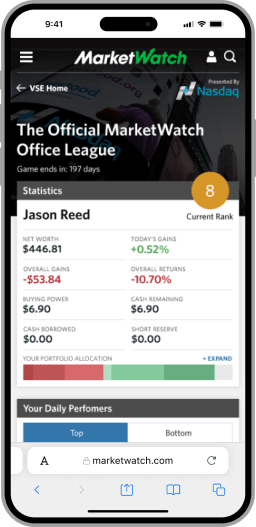 9:41
MarketWatch
VSE Home
Presented By
Nasdaq
The Official MarketWatch
Office League
Game ends in: 197 days
Statistics
8
Jason Reed
Current Rank
NET WORTH
TODAY'S GAINS
$446.81
+0.52%
OVERALL GAINS
OVERALL RETURNS
-$53.84
-10.70%
BUYING POWER
CASH REMAINING
$6.90
$6.90
CASH BORROWED
SHORT RESERVE
$0.00
$0.00
YOUR PORTFOLIO ALLOCATION
+ EXPAND
Your Daily Perfomers
Top
Bottom
A
marketwatch.com